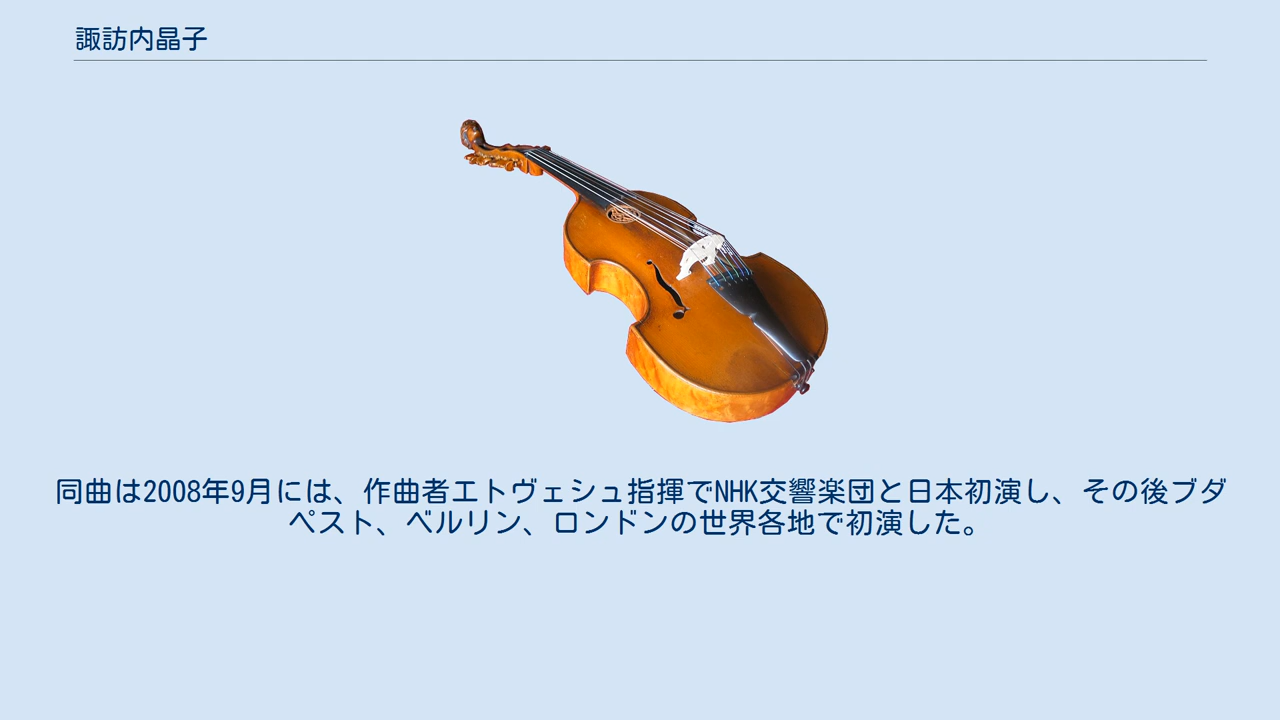 諏訪内晶子
同曲は2008年9月には、作曲者エトヴェシュ指揮でNHK交響楽団と日本初演し、その後ブダ
ペスト、ベルリン、ロンドンの世界各地で初演した。